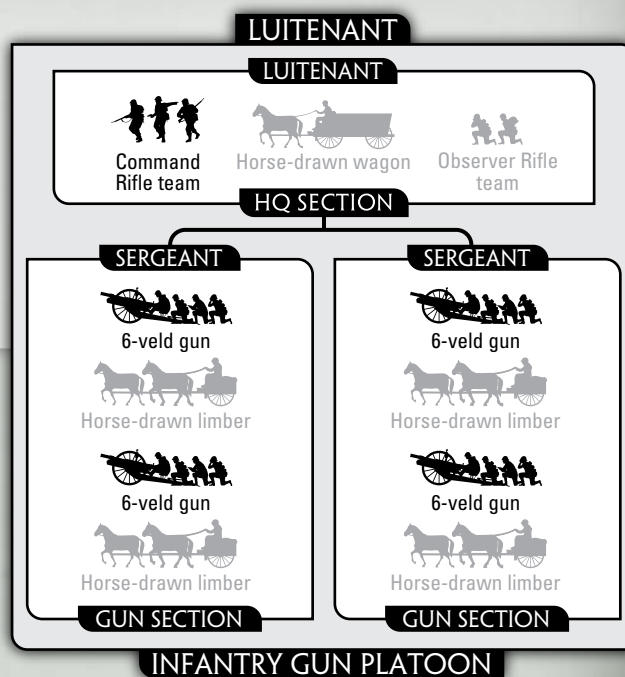 LUITENANT
LUITENANT
Command
Rifle team
Horse-drawn wagon
Observer Rifle
team
HQ SECTION
SERGEANT
6-veld gun
Horse-drawn limber
6-veld gun
Horse-drawn limber
GUN SECTION
SERGEANT
6-veld gun
Horse-drawn limber
6-veld gun
Horse-drawn limber
GUN SECTION
INFANTRY GUN PLATOON